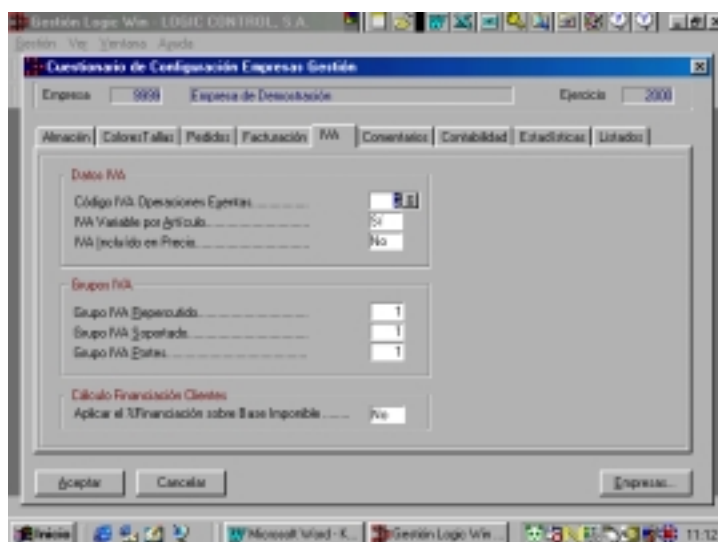 Gestión Logic Win - LOGIC CONTROL, S.A.
Gestión Ver Ventana Ayuda
Cuestionario de Configuración Empresas Gestión
Empresa 9999 Empresa de Demostración Ejercicio 2000
Almacén Colores Tallas Pedidos Facturación IVA Comentarios Contabilidad Estadísticas Listados
Datos IVA
Código IVA Operaciones Exentas
IVA Variable por Artículo Sí
IVA Incluído en Precio No
Grupos IVA
Grupo IVA Repercutido 1
Grupo IVA Soportado 1
Grupo IVA Portes 1
Cálculo Financiación Clientes
Aplicar el %Financiación sobre Base Imponible No
Aceptar Cancelar Empresas...
Inicio Microsoft Word - K... Gestión Logic Win ... 11:12